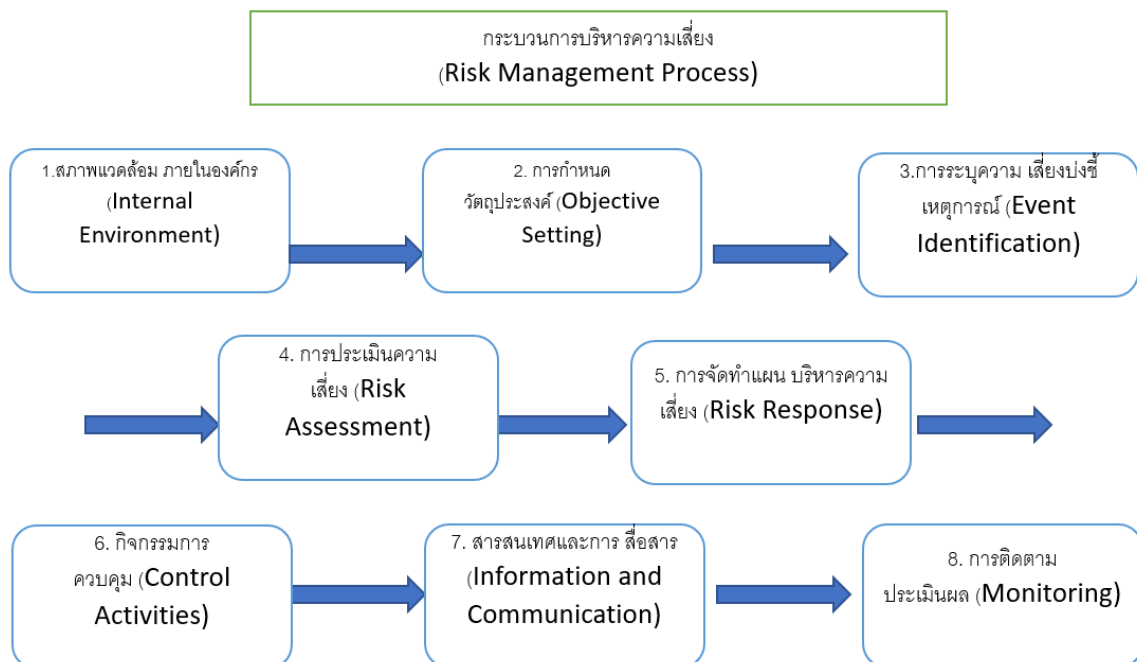 กระบวนการบริหารความเสี่ยง
(Risk Management Process)
1.สภาพแวดล้อม ภายในองค์กร
(Internal
Environment)
2. การกำหนด
วัตถุประสงค์ (Objective
Setting)
3.การระบุความ เสี่ยงบ่งชี้
เหตุการณ์ (Event
Identification)
4. การประเมินความ
เสี่ยง (Risk
Assessment)
5. การจัดทำแผน บริหารความ
เสี่ยง (Risk Response)
6. กิจกรรมการ
ควบคุม (Control
Activities)
7. สารสนเทศและการ สื่อสาร
(Information and
Communication)
8. การติดตาม
ประเมินผล (Monitoring)